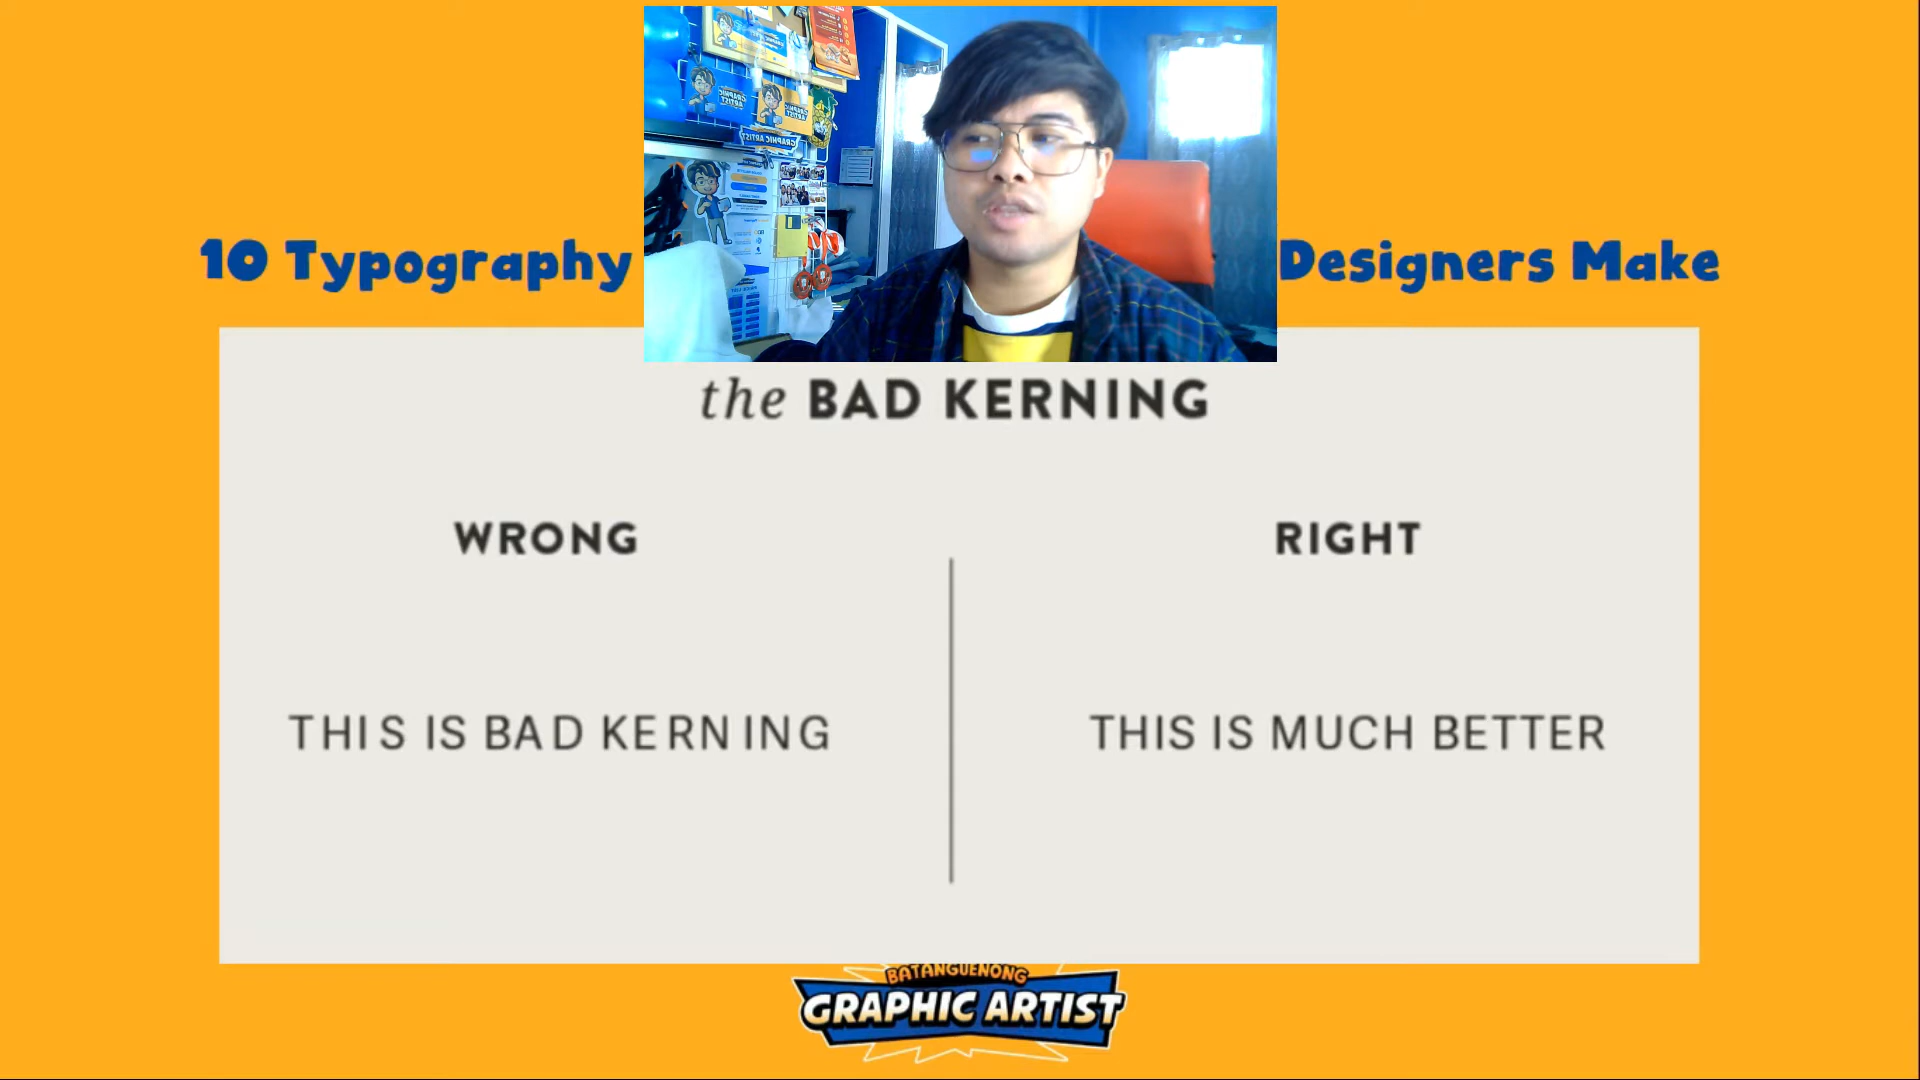 10 Typography Designers Make
the BAD KERNING
WRONG
RIGHT
THIS IS BAD KERNING
THIS IS MUCH BETTER
BATANGUENONG
GRAPHIC ARTIST